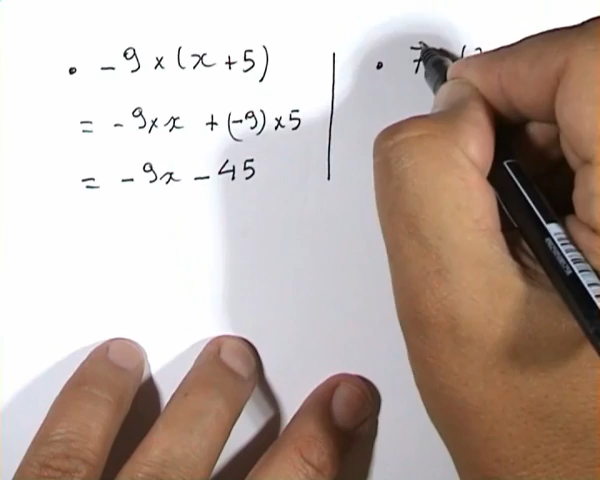 • -9 × (x + 5)
= -9 × x + (-9) × 5
= -9x - 45
• 7 (